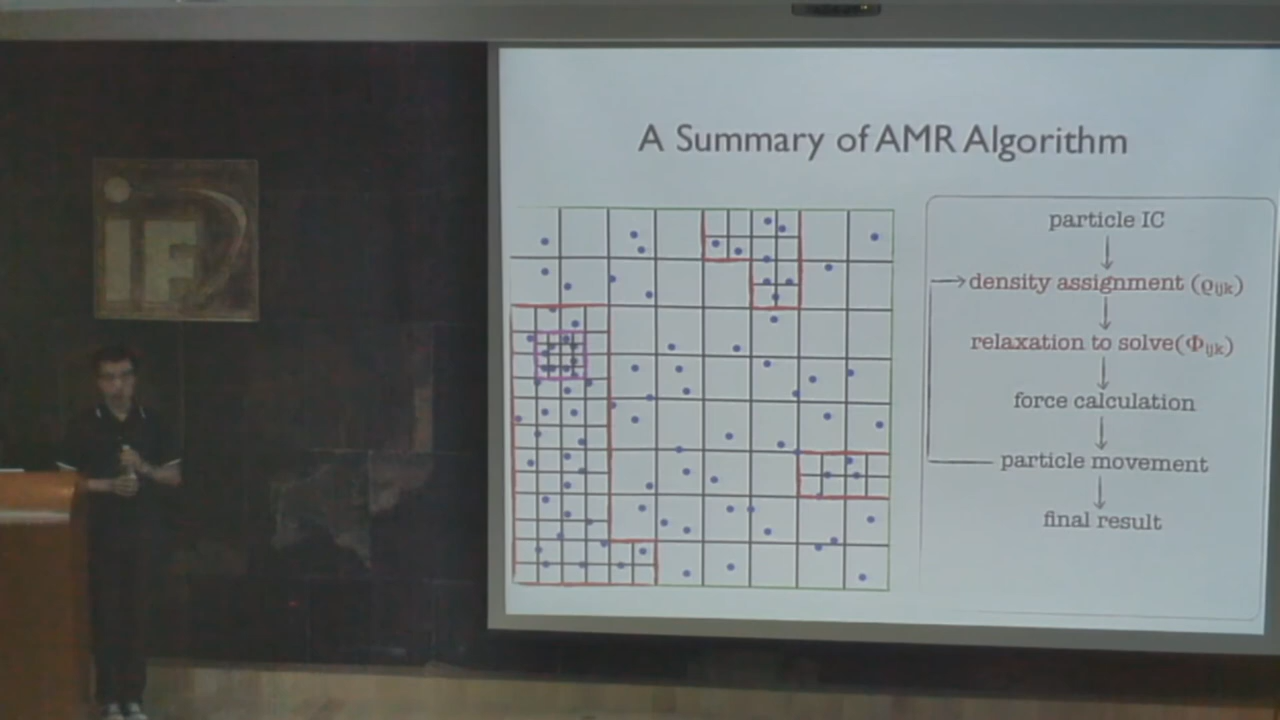 A Summary of AMR Algorithm
particle IC
density assignment (ϱijk)
relaxation to solve(Φijk)
force calculation
particle movement
final result